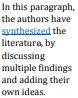 In this paragraph,
the authors have
synthesized the
literature, by
discussing
multiple findings
and adding their
own ideas.